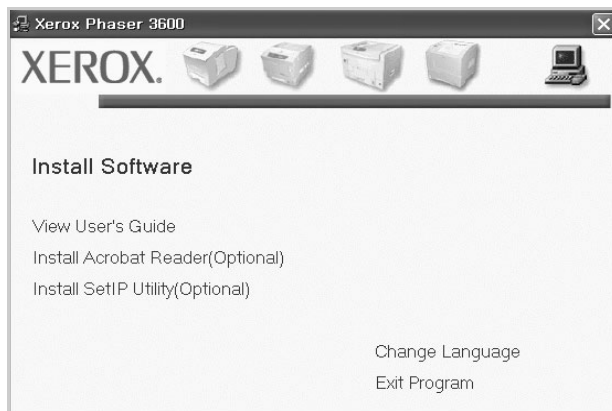 Xerox Phaser 3600
XEROX.
Install Software
View User's Guide
Install Acrobat Reader(Optional)
Install SetIP Utility(Optional)
Change Language
Exit Program